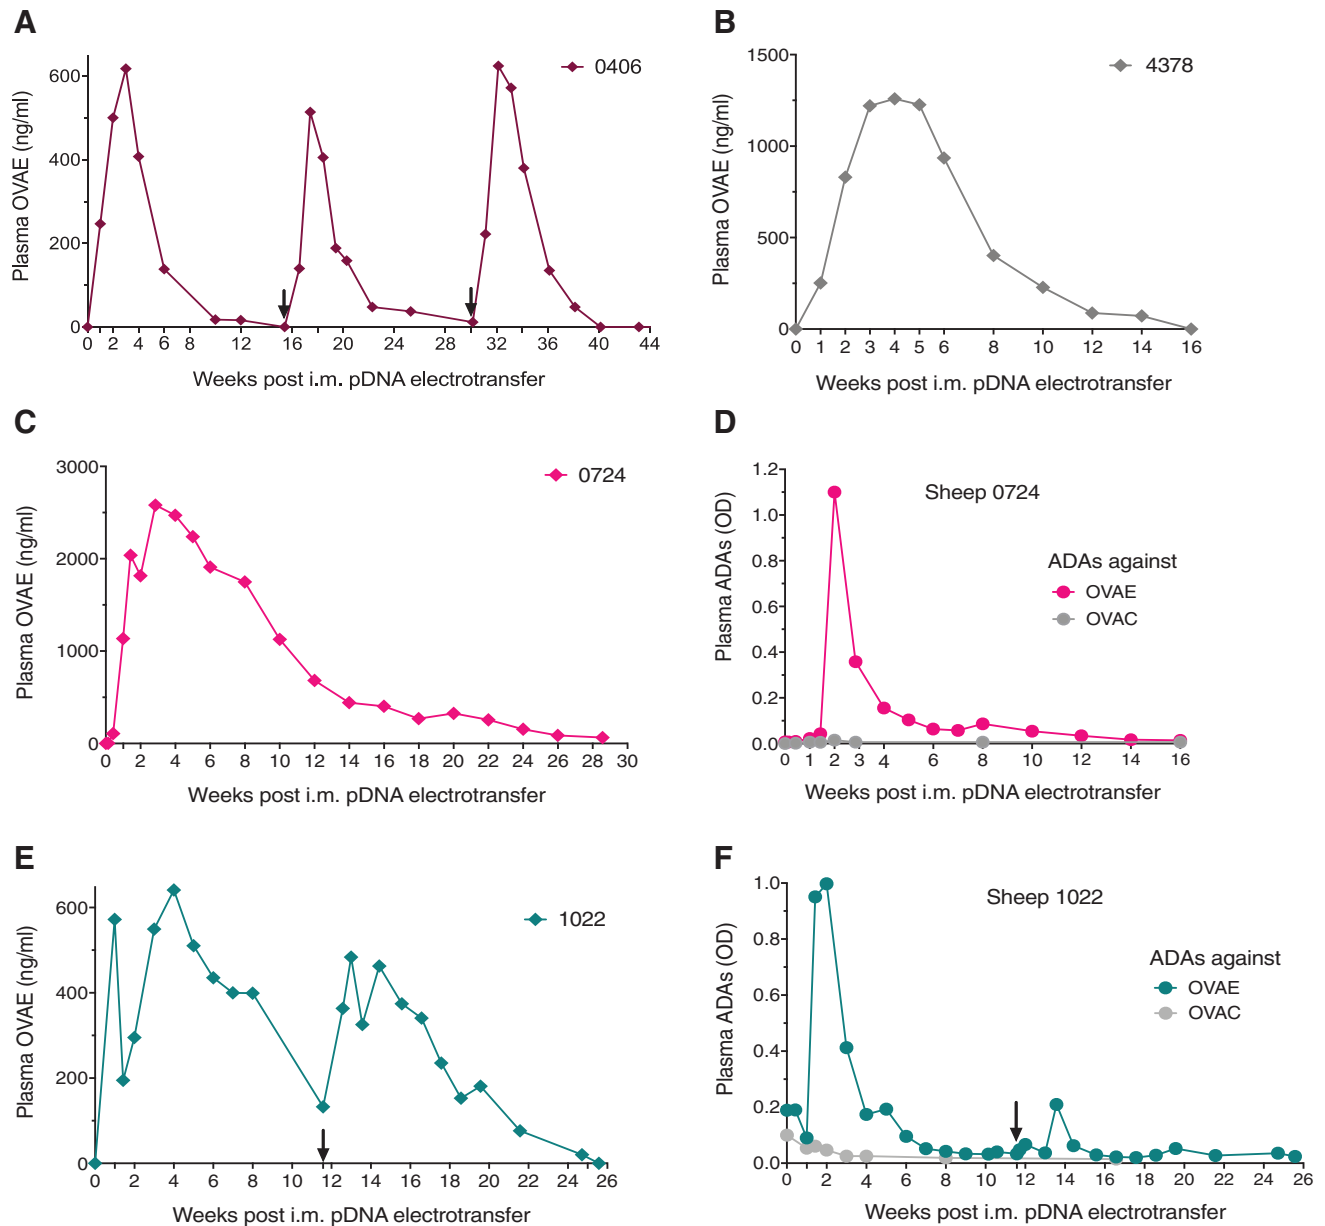 A
0406
Plasma OVAE (ng/ml)
600
400
200
0
0 2 4 6 8 12 16 20 24 28 32 36 40 44
Weeks post i.m. pDNA electrotransfer
B
4378
Plasma OVAE (ng/ml)
1500
1000
500
0
0 1 2 3 4 5 6 8 10 12 14 16
Weeks post i.m. pDNA electrotransfer
C
0724
Plasma OVAE (ng/ml)
3000
2000
1000
0
0 2 4 6 8 10 12 14 16 18 20 22 24 26 28 30
Weeks post i.m. pDNA electrotransfer
D
Sheep 0724
Plasma ADAs (OD)
1.2
1.0
0.8
0.6
0.4
0.2
0.0
ADAs against
OVAE
OVAC
0 1 2 3 4 6 8 10 12 14 16
Weeks post i.m. pDNA electrotransfer
E
1022
Plasma OVAE (ng/ml)
600
400
200
0
0 2 4 6 8 10 12 14 16 18 20 22 24 26
Weeks post i.m. pDNA electrotransfer
F
Sheep 1022
Plasma ADAs (OD)
1.0
0.8
0.6
0.4
0.2
0.0
ADAs against
OVAE
OVAC
0 2 4 6 8 10 12 14 16 18 20 22 24 26
Weeks post i.m. pDNA electrotransfer